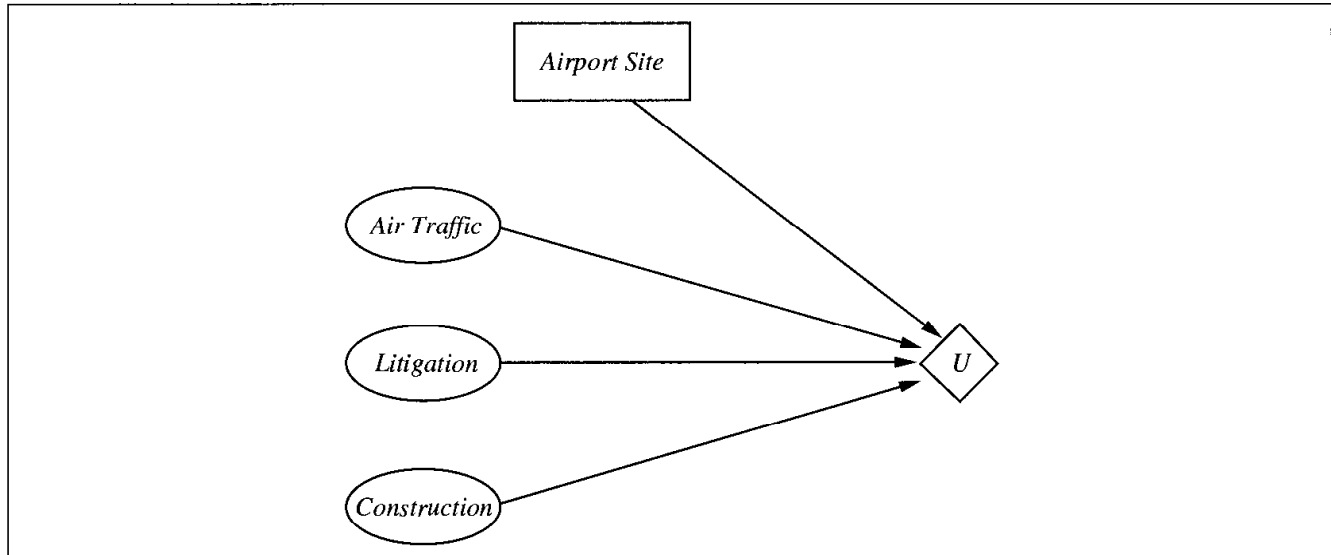 Airport Site
Air Traffic
Litigation
U
Construction